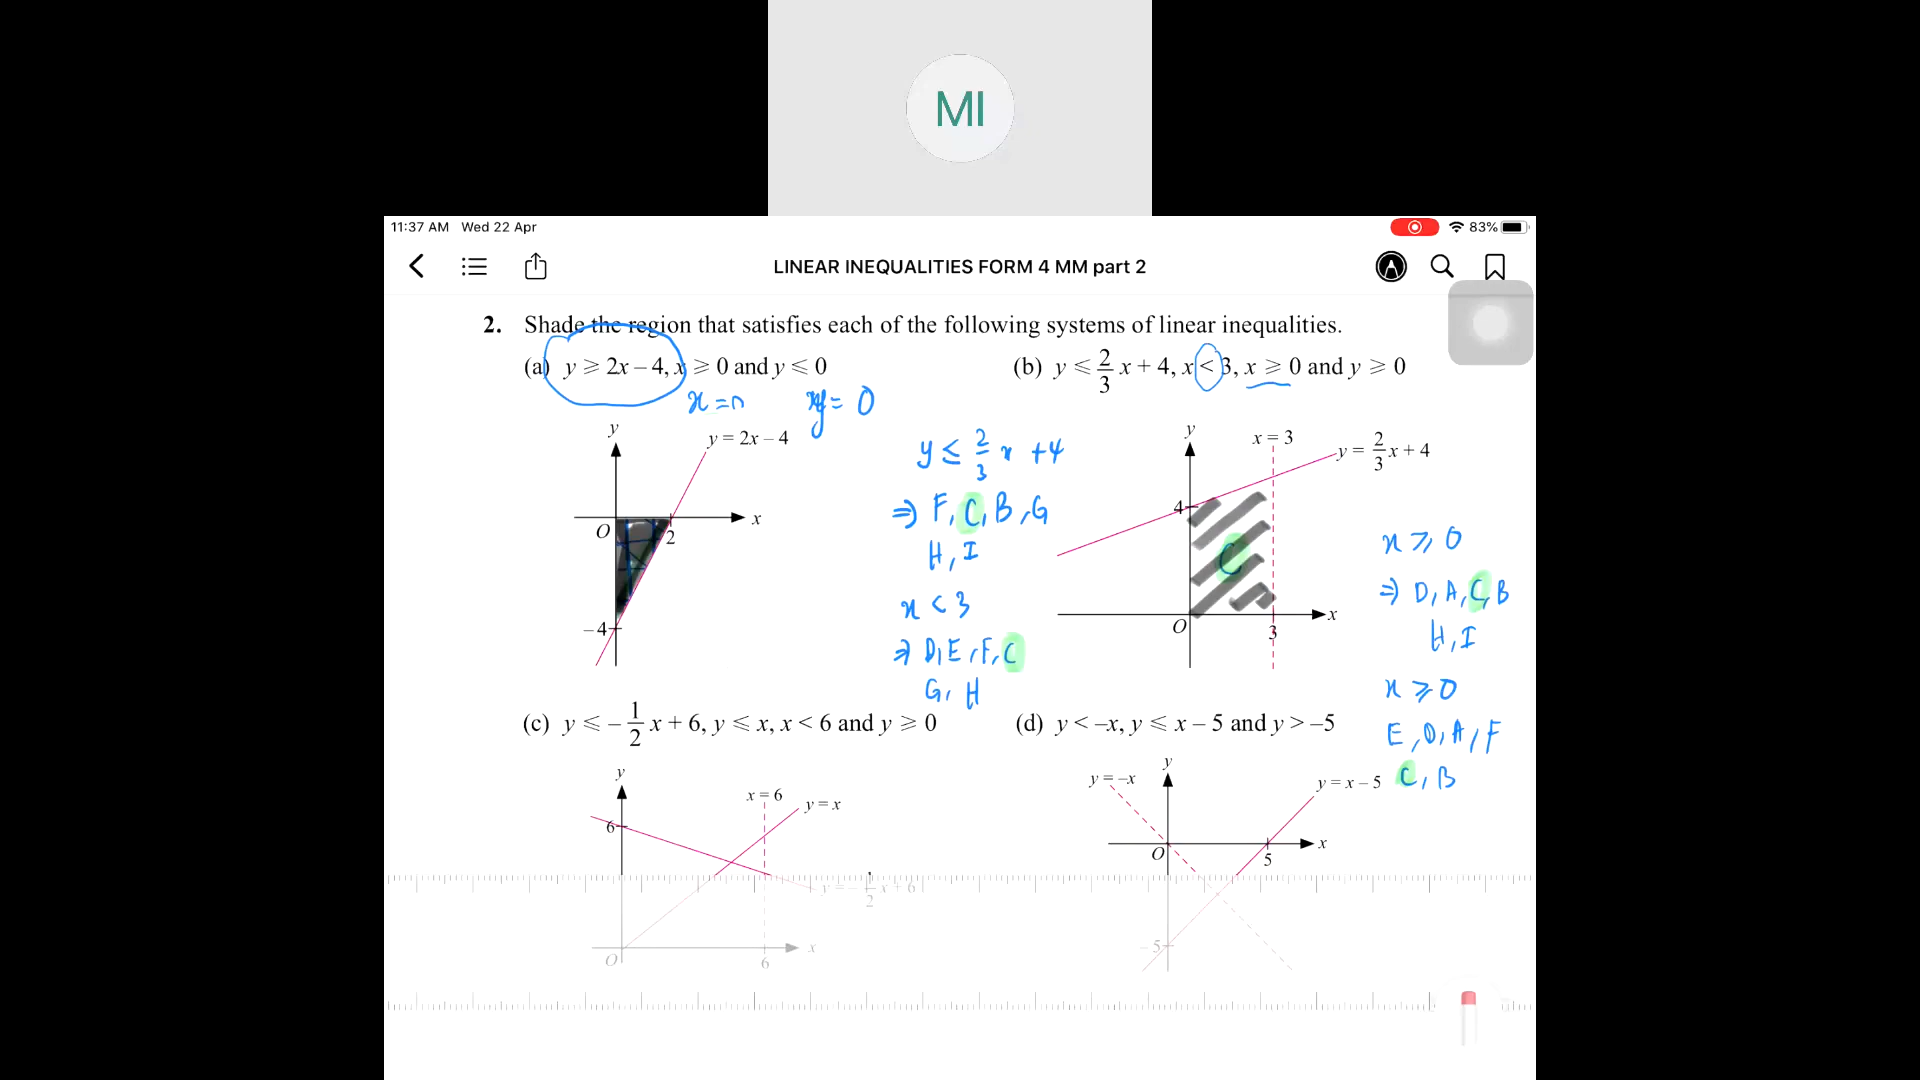 MI
11:37 AM Wed 22 Apr
83%
LINEAR INEQUALITIES FORM 4 MM part 2
2. Shade the region that satisfies each of the following systems of linear inequalities.
(a) y ⩾ 2x – 4, x ⩾ 0 and y ⩽ 0
(b) y ⩽ 2/3 x + 4, x < 3, x ⩾ 0 and y ⩾ 0
x = 0 y = 0
y
y = 2x – 4
O
2
x
–4
y ≤ 2/3 x + 4
⇒ F, C, B, G
H, I
x < 3
⇒ D, E, F, C
G, H
y
x = 3
y = 2/3 x + 4
4
C
O
3
x
x ⩾ 0
⇒ D, A, C, B
H, I
x ⩾ 0
E, D, A, F
C, B
(c) y ⩽ – 1/2 x + 6, y ⩽ x, x < 6 and y ⩾ 0
(d) y < –x, y ⩽ x – 5 and y > –5
y
x = 6
y = x
6
y = – 1/2 x + 6
O
6
x
y
y = –x
y = x – 5
O
5
x
–5